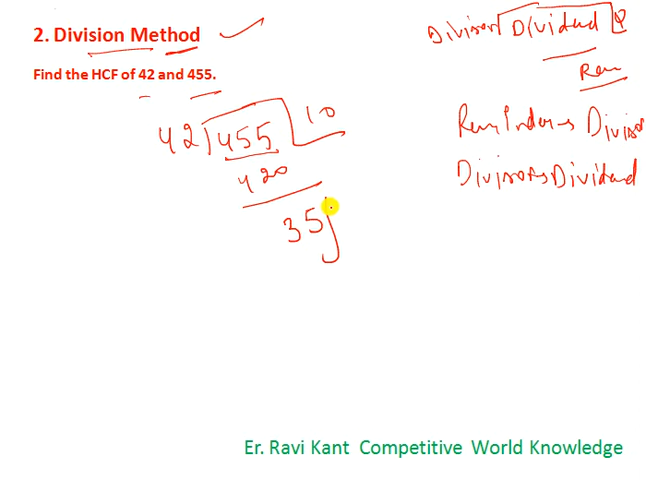 2. Division Method
Find the HCF of 42 and 455.
Divisor Dividend Q
Rem
42) 455 10
420
35
Divisor
Divisor → Dividend
Er. Ravi Kant Competitive World Knowledge